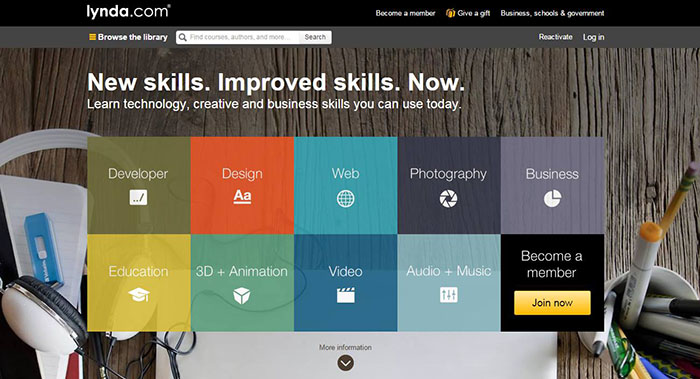 lynda.com®
Become a member
Give a gift
Business, schools & government
Browse the library
Find courses, authors, and more...
Search
Reactivate
Log in
New skills. Improved skills. Now.
Learn technology, creative and business skills you can use today.
Developer
Design
Web
Photography
Business
../
Aa
Education
3D + Animation
Video
Audio + Music
Become a
member
Join now
More information